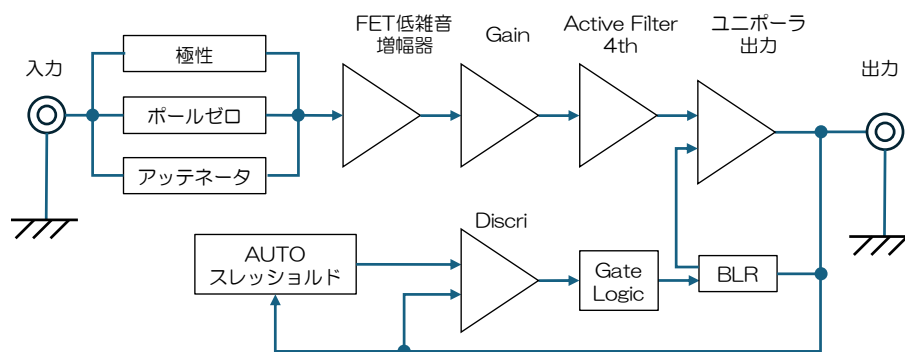 FET低雑音
増幅器
Gain
Active Filter
4th
ユニポーラ
出力
入力
極性
出力
ポールゼロ
アッテネータ
Discri
AUTO
スレッショルド
Gate
Logic
BLR